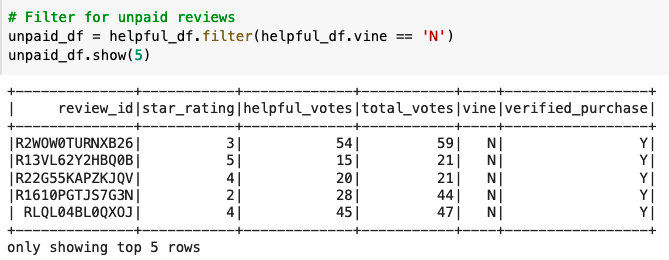 # Filter for unpaid reviews
unpaid_df = helpful_df.filter(helpful_df.vine == 'N')
unpaid_df.show(5)
+--------------+-----------+-------------+-----------+----+-----------------+
|     review_id|star_rating|helpful_votes|total_votes|vine|verified_purchase|
+--------------+-----------+-------------+-----------+----+-----------------+
|R2WOW0TURNXB26|          3|           54|         59|   N|                Y|
|R13VL62Y2HBQ0B|          5|           15|         21|   N|                Y|
|R22G55KAPZKJQV|          4|           20|         21|   N|                Y|
|R1610PGTJS7G3N|          2|           28|         44|   N|                Y|
| RLQL04BL0QXOJ|          4|           45|         47|   N|                Y|
+--------------+-----------+-------------+-----------+----+-----------------+
only showing top 5 rows